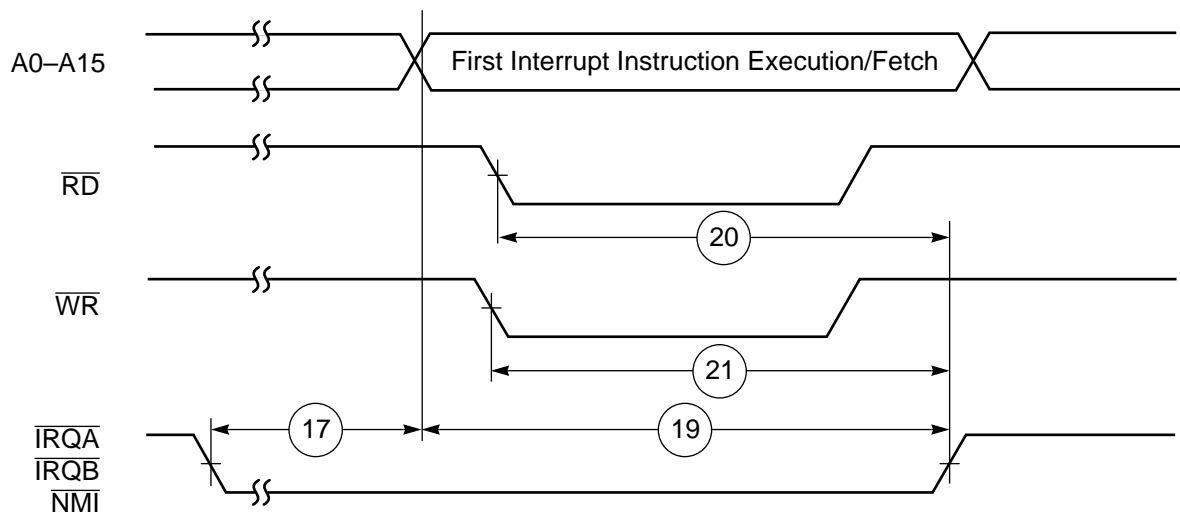 A0–A15
First Interrupt Instruction Execution/Fetch
RD
20
WR
21
17
19
IRQA
IRQB
NMI